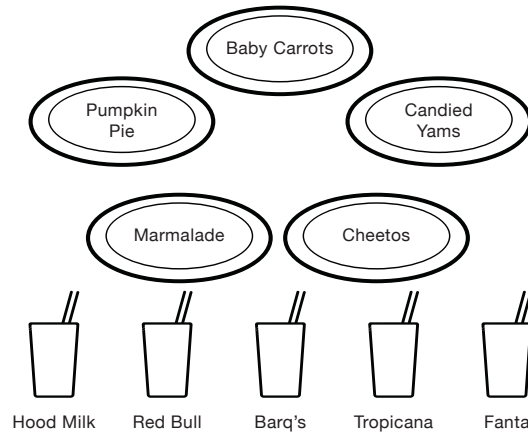 Baby Carrots
Pumpkin
Pie
Candied
Yams
Marmalade
Cheetos
Hood Milk
Red Bull
Barq's
Tropicana
Fanta